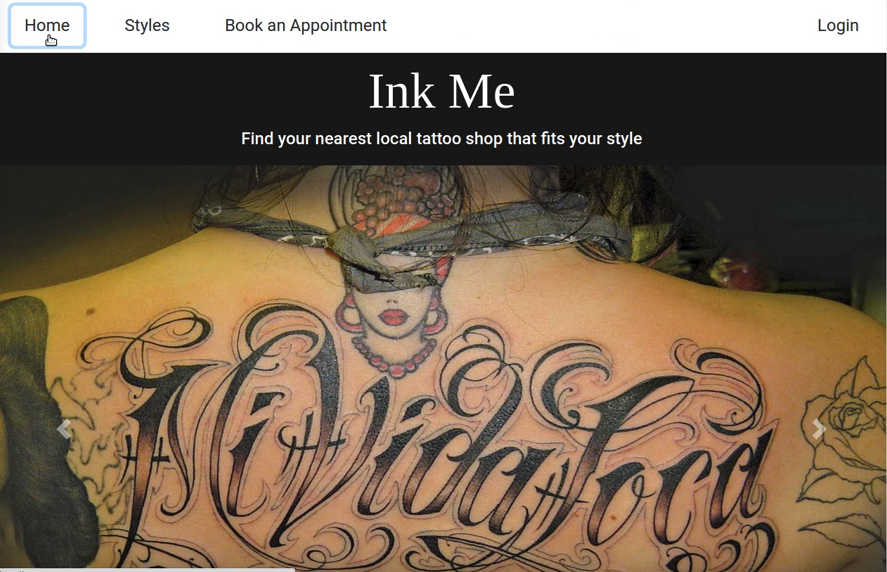 Home Styles Book an Appointment Login
Ink Me
Find your nearest local tattoo shop that fits your style
Mi Vida Loca